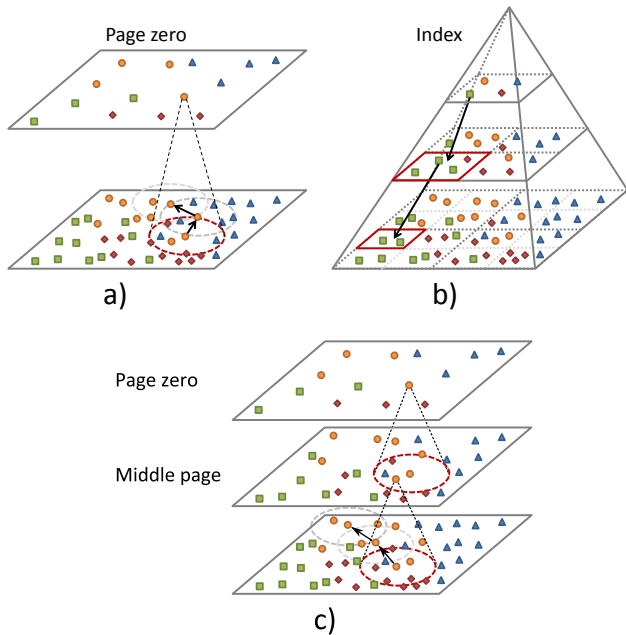 Page zero
Index
a)
b)
Page zero
Middle page
c)